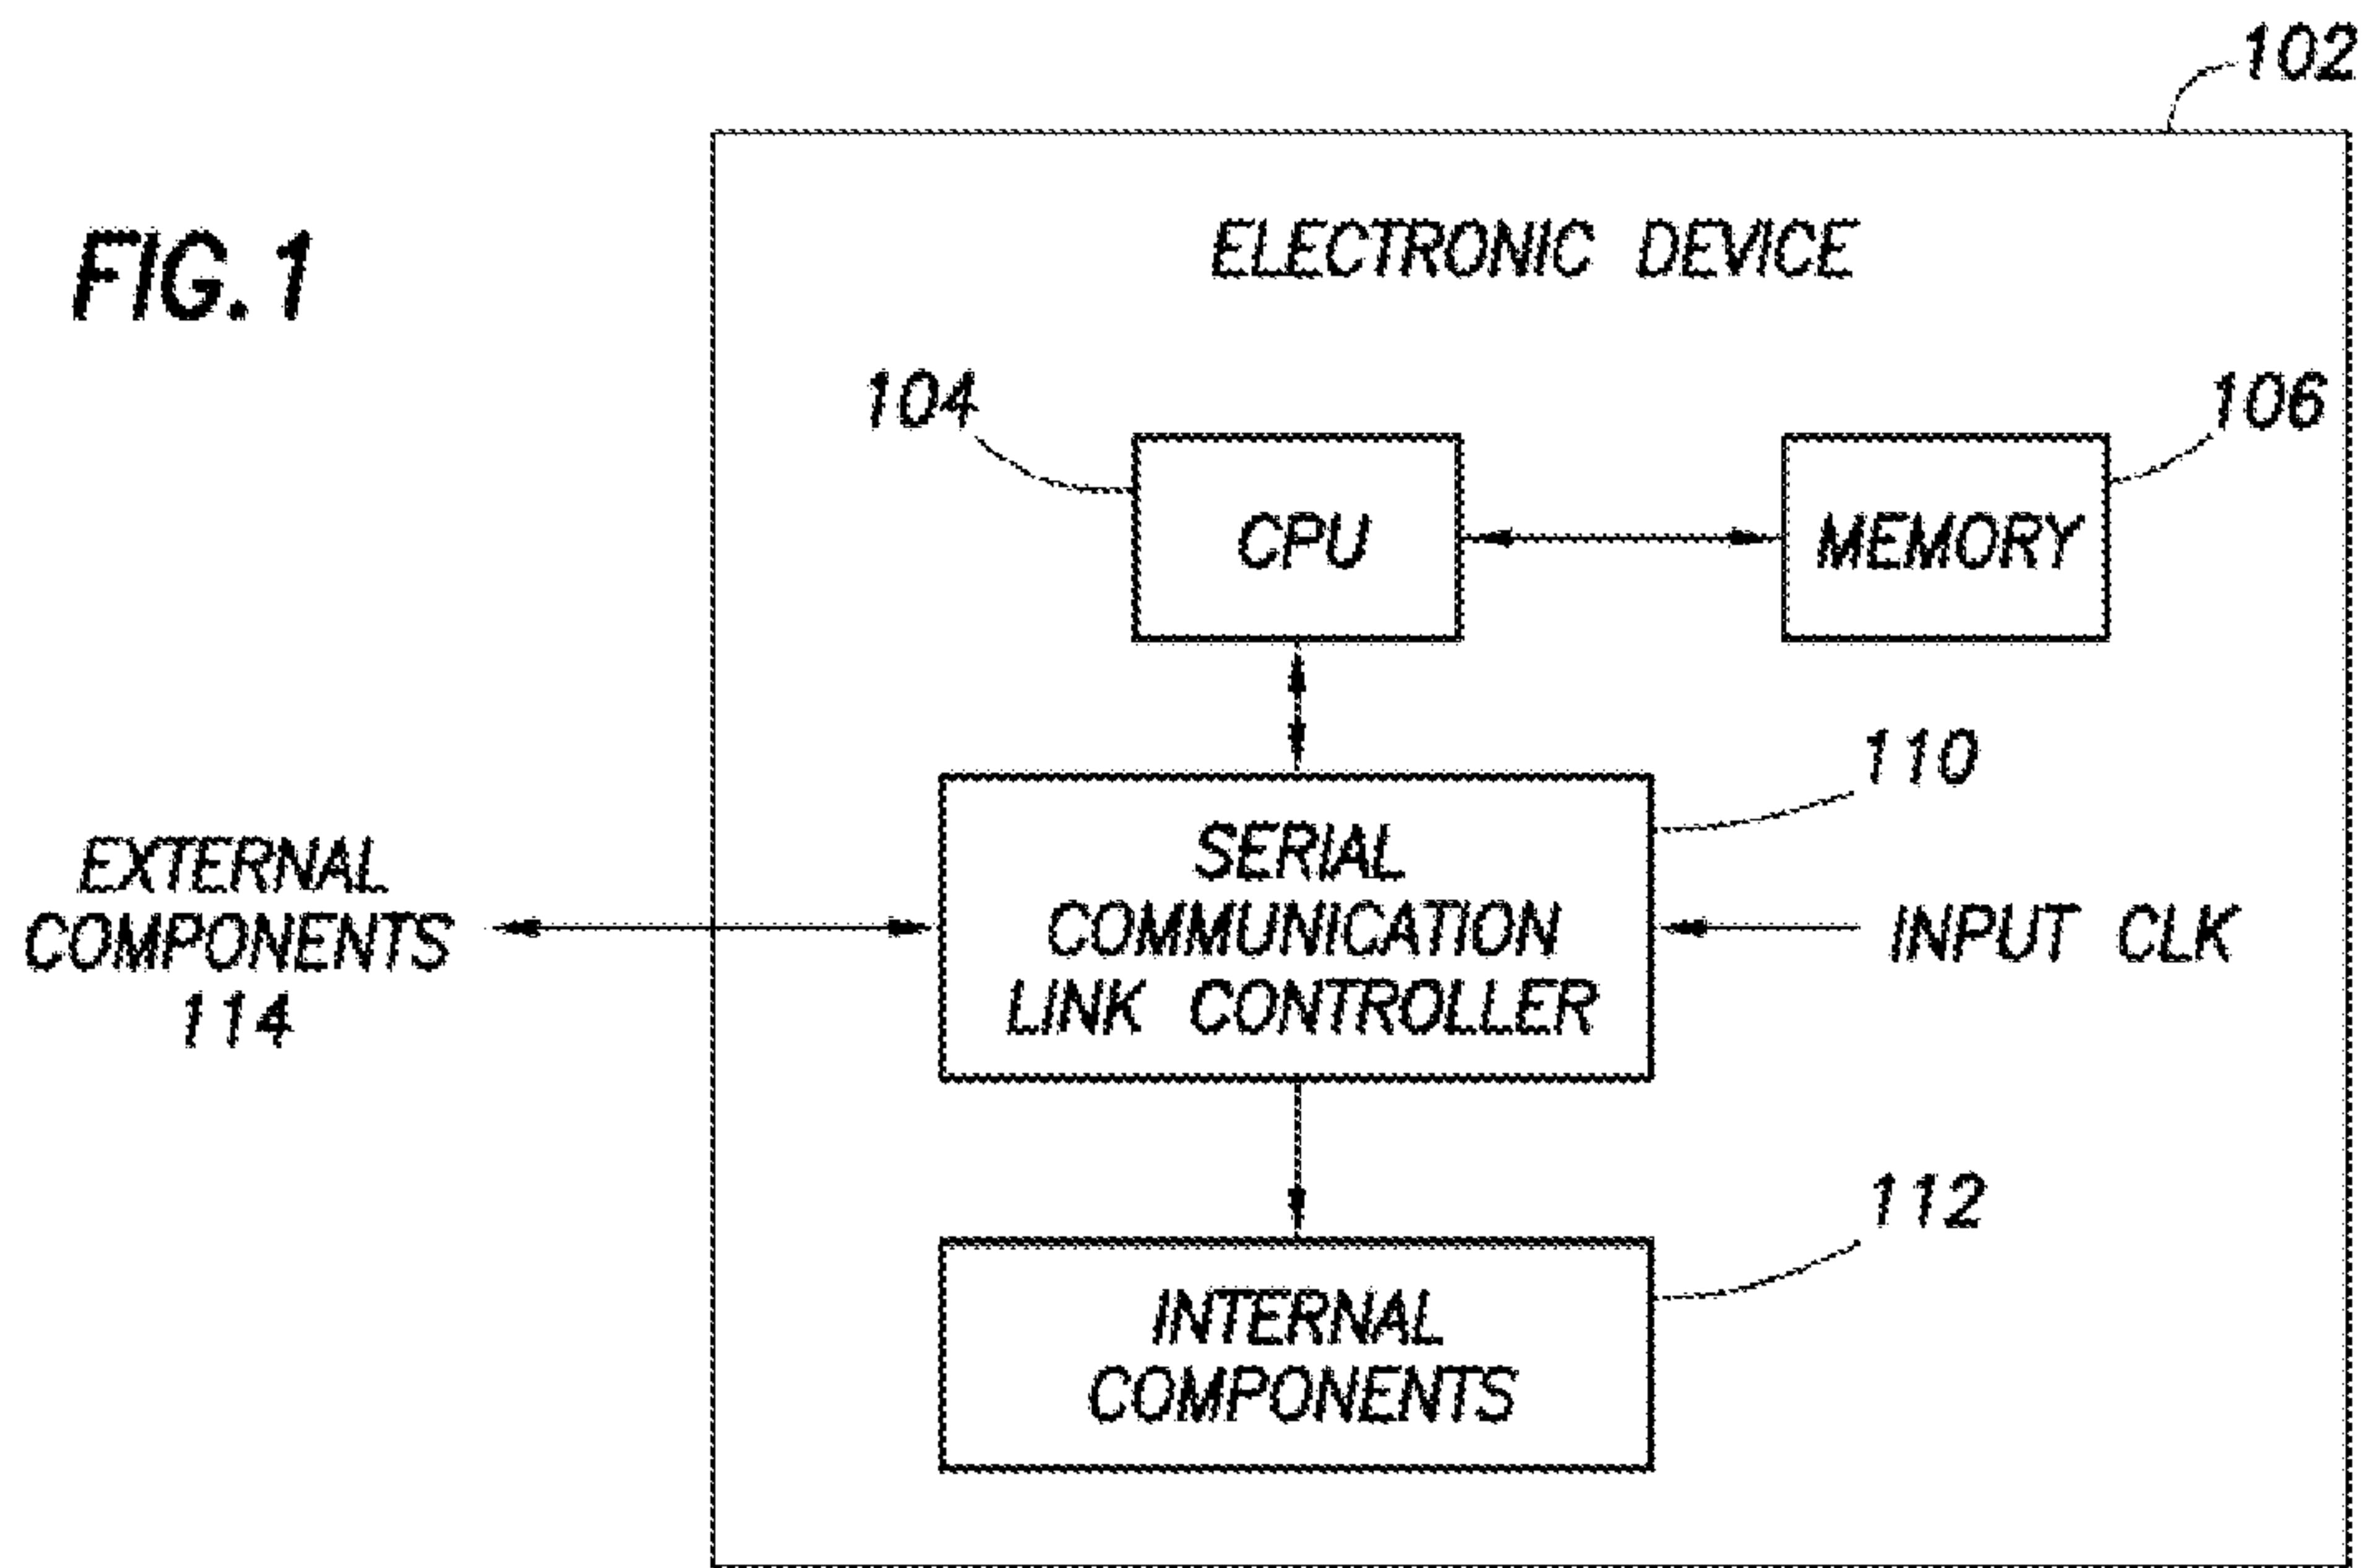 102
FIG. 1
ELECTRONIC DEVICE
104
106
CPU
MEMORY
110
SERIAL
COMMUNICATION
LINK CONTROLLER
EXTERNAL
COMPONENTS
114
INPUT CLK
112
INTERNAL
COMPONENTS